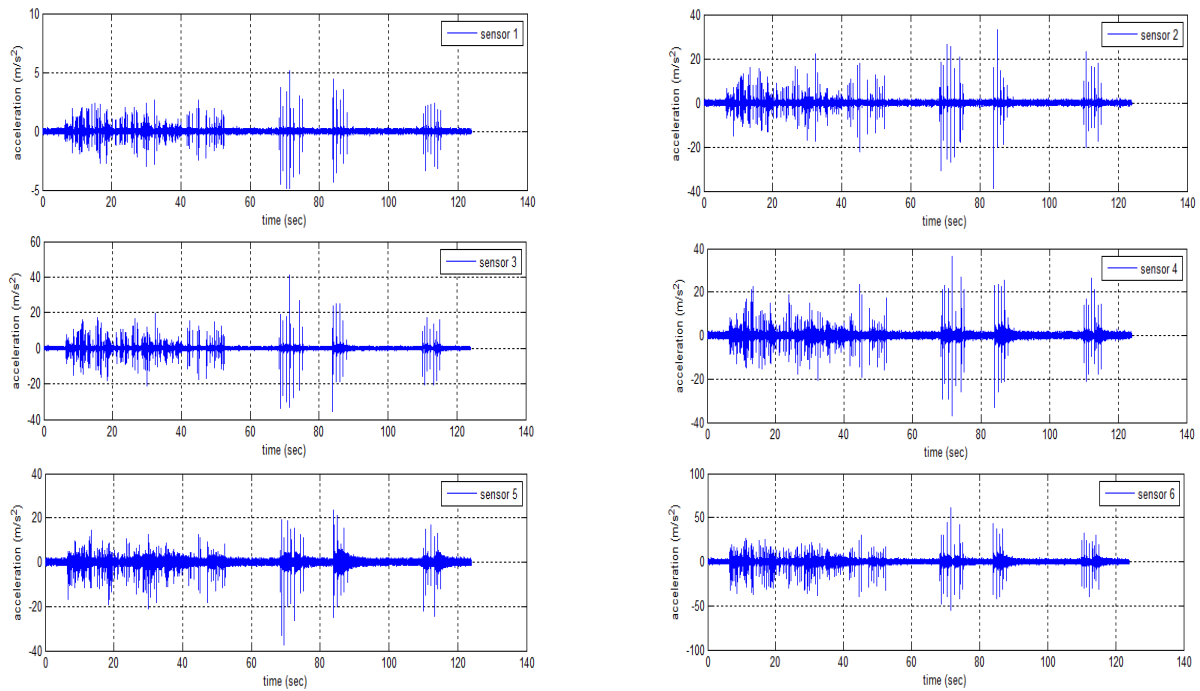 10
5
0
-5
acceleration (m/s²)
sensor 1
0 20 40 60 80 100 120 140
time (sec)
40
20
0
-20
-40
acceleration (m/s²)
sensor 2
0 20 40 60 80 100 120 140
time (sec)
60
40
20
0
-20
-40
acceleration (m/s²)
sensor 3
0 20 40 60 80 100 120 140
time (sec)
40
20
0
-20
-40
acceleration (m/s²)
sensor 4
0 20 40 60 80 100 120 140
time (sec)
40
20
0
-20
-40
acceleration (m/s²)
sensor 5
0 20 40 60 80 100 120 140
time (sec)
100
50
0
-50
-100
acceleration (m/s²)
sensor 6
0 20 40 60 80 100 120 140
time (sec)